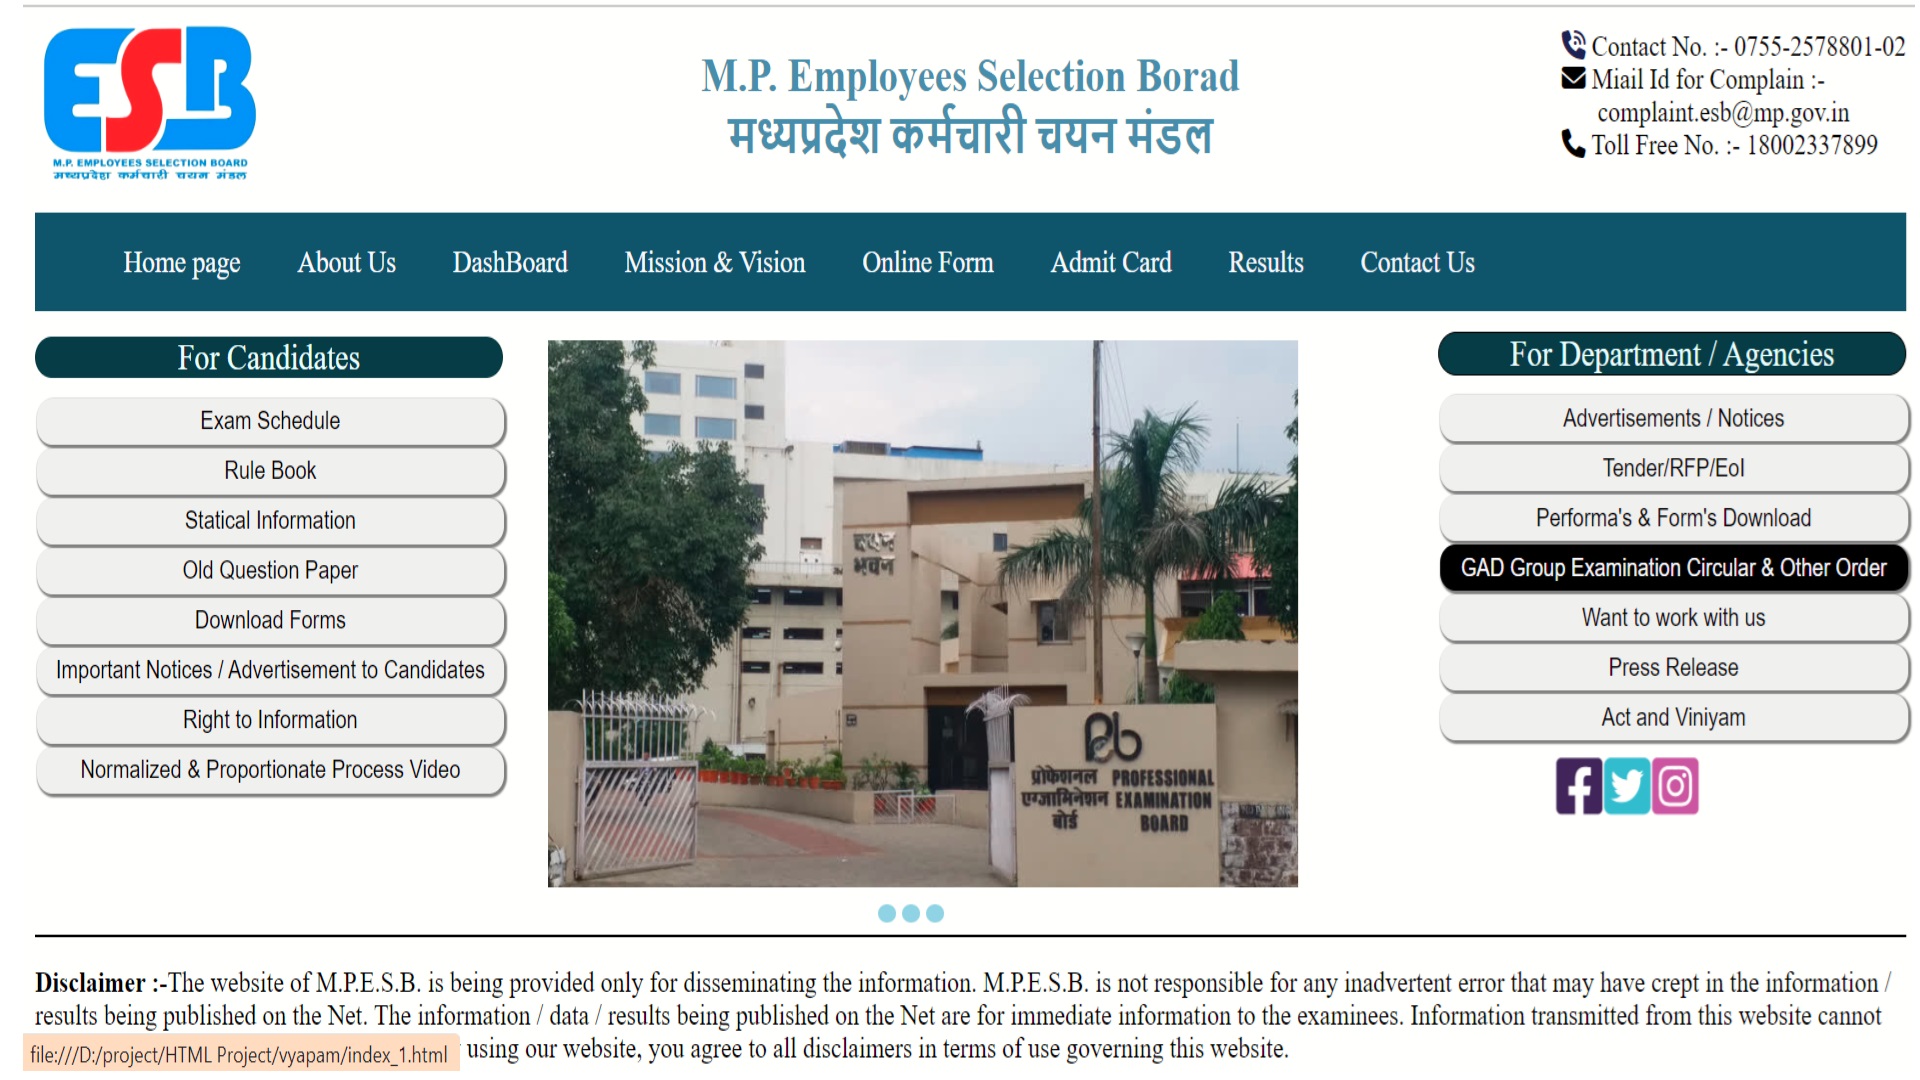 M.P. EMPLOYEES SELECTION BOARD
मध्यप्रदेश कर्मचारी चयन मंडल
M.P. Employees Selection Borad
मध्यप्रदेश कर्मचारी चयन मंडल
Contact No. :- 0755-2578801-02
Miail Id for Complain :-
complaint.esb@mp.gov.in
Toll Free No. :- 18002337899
Home page About Us DashBoard Mission & Vision Online Form Admit Card Results Contact Us
For Candidates
Exam Schedule
Rule Book
Statical Information
Old Question Paper
Download Forms
Important Notices / Advertisement to Candidates
Right to Information
Normalized & Proportionate Process Video
चयन
भवन
प्रोफेशनल PROFESSIONAL
एग्जामिनेशन EXAMINATION
बोर्ड BOARD
For Department / Agencies
Advertisements / Notices
Tender/RFP/EoI
Performa's & Form's Download
GAD Group Examination Circular & Other Order
Want to work with us
Press Release
Act and Viniyam
Disclaimer :-The website of M.P.E.S.B. is being provided only for disseminating the information. M.P.E.S.B. is not responsible for any inadvertent error that may have crept in the information /
results being published on the Net. The information / data / results being published on the Net are for immediate information to the examinees. Information transmitted from this website cannot
using our website, you agree to all disclaimers in terms of use governing this website.
file:///D:/project/HTML Project/vyapam/index_1.html